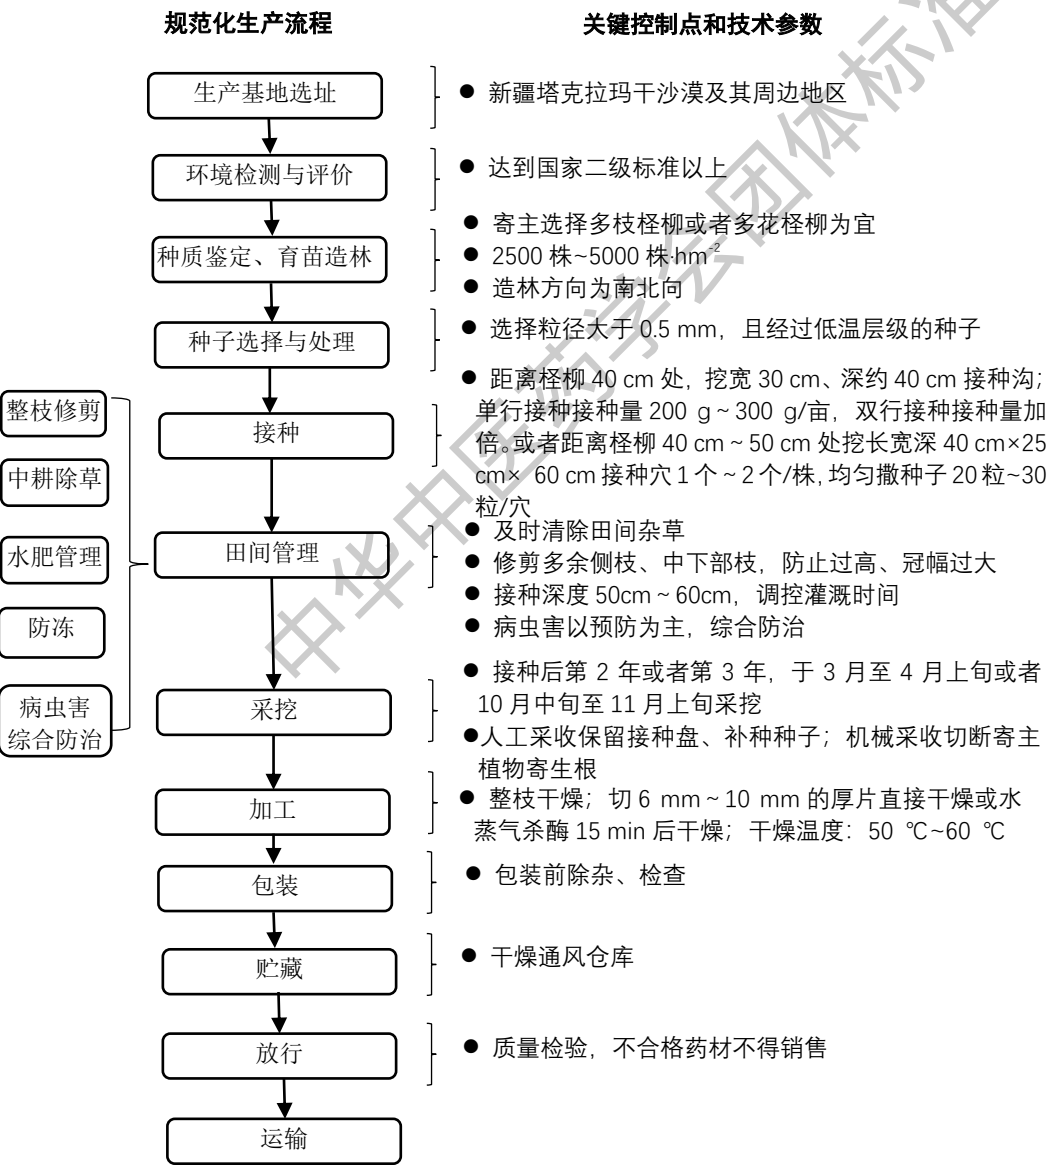 规范化生产流程
关键控制点和技术参数
生产基地选址
● 新疆塔克拉玛干沙漠及其周边地区
环境检测与评价
● 达到国家二级标准以上
种质鉴定、育苗造林
● 寄主选择多枝柽柳或者多花柽柳为宜
● 2500 株~5000 株·hm⁻²
● 造林方向为南北向
种子选择与处理
● 选择粒径大于 0.5 mm，且经过低温层级的种子
接种
● 距离柽柳 40 cm 处，挖宽 30 cm、深约 40 cm 接种沟；
单行接种接种量 200 g～300 g/亩，双行接种接种量加
倍。或者距离柽柳 40 cm～50 cm 处挖长宽深 40 cm×25
cm× 60 cm 接种穴 1 个～2 个/株，均匀撒种子 20 粒~30
粒/穴
整枝修剪
中耕除草
水肥管理
防冻
病虫害
综合防治
田间管理
● 及时清除田间杂草
● 修剪多余侧枝、中下部枝，防止过高、冠幅过大
● 接种深度 50cm～60cm，调控灌溉时间
● 病虫害以预防为主，综合防治
采挖
● 接种后第 2 年或者第 3 年，于 3 月至 4 月上旬或者
10 月中旬至 11 月上旬采挖
●人工采收保留接种盘、补种种子；机械采收切断寄主
植物寄生根
加工
● 整枝干燥；切 6 mm～10 mm 的厚片直接干燥或水
蒸气杀酶 15 min 后干燥；干燥温度：50 ℃~60 ℃
包装
● 包装前除杂、检查
贮藏
● 干燥通风仓库
放行
● 质量检验，不合格药材不得销售
运输
中华中医药学会团体标准